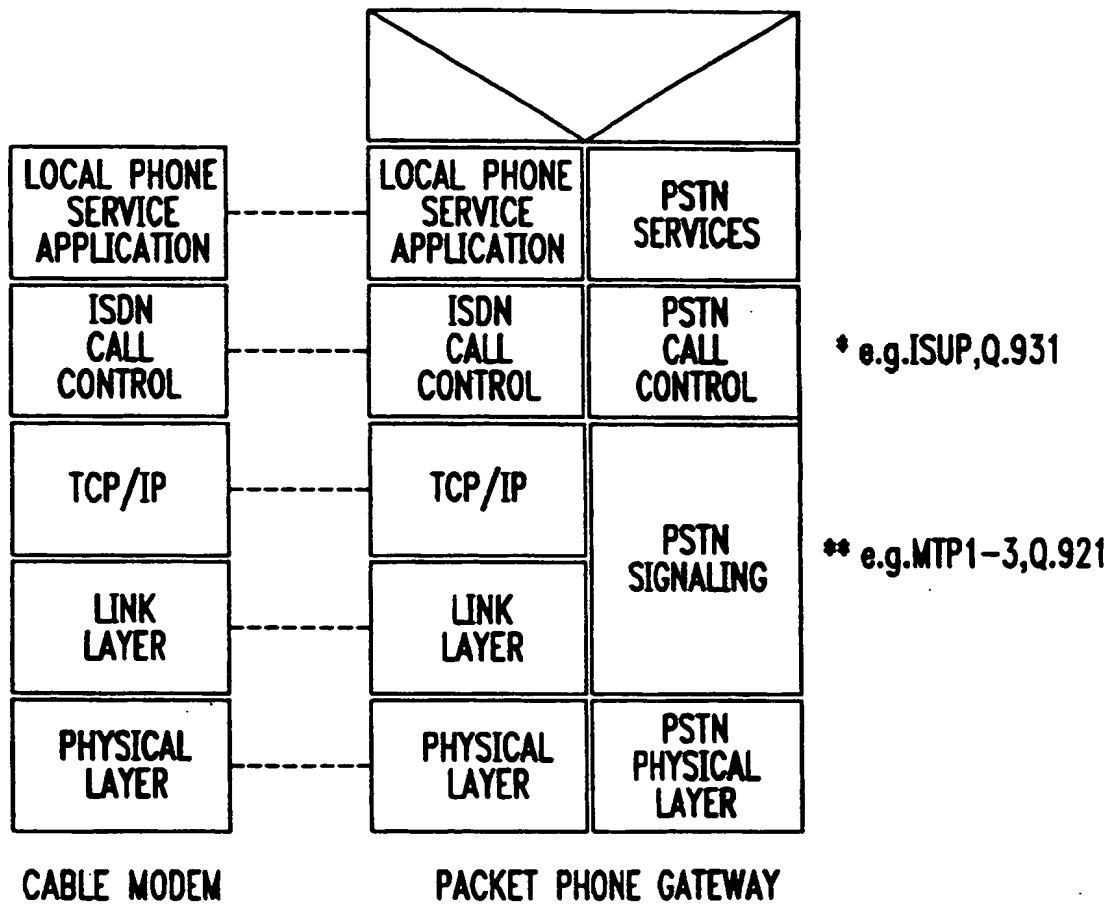 LOCAL PHONE
SERVICE
APPLICATION
LOCAL PHONE
SERVICE
APPLICATION
PSTN
SERVICES
ISDN
CALL
CONTROL
ISDN
CALL
CONTROL
PSTN
CALL
CONTROL
* e.g.ISUP,Q.931
TCP/IP
TCP/IP
PSTN
SIGNALING
** e.g.MTP1-3,Q.921
LINK
LAYER
LINK
LAYER
PHYSICAL
LAYER
PHYSICAL
LAYER
PSTN
PHYSICAL
LAYER
CABLE MODEM
PACKET PHONE GATEWAY